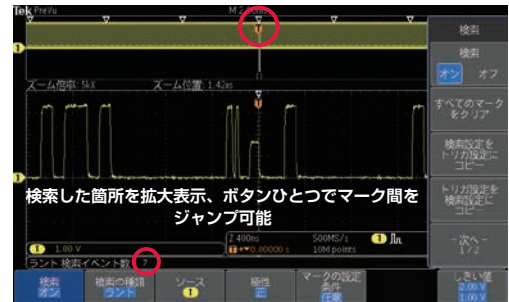 Tek PreVu
検索
検索
オン オフ
ズーム倍率: 5kX
ズーム位置: 1.42ms
すべてのマーク
をクリア
検索設定を
トリガ設定に
コピー
トリガ設定を
検索設定に
コピー
検索した箇所を拡大表示、ボタンひとつでマーク間を
ジャンプ可能
1 1.00 V
Z 400ns
0.00000 s
500MS/s
10M points
1
-次へ-
1/2
ラント 検索イベント数: 7
検索
オン
検索の種類
ラント
ソース
1
極性
正
マークの設定
条件
任意
しきい値
2.00 V
1.00 V